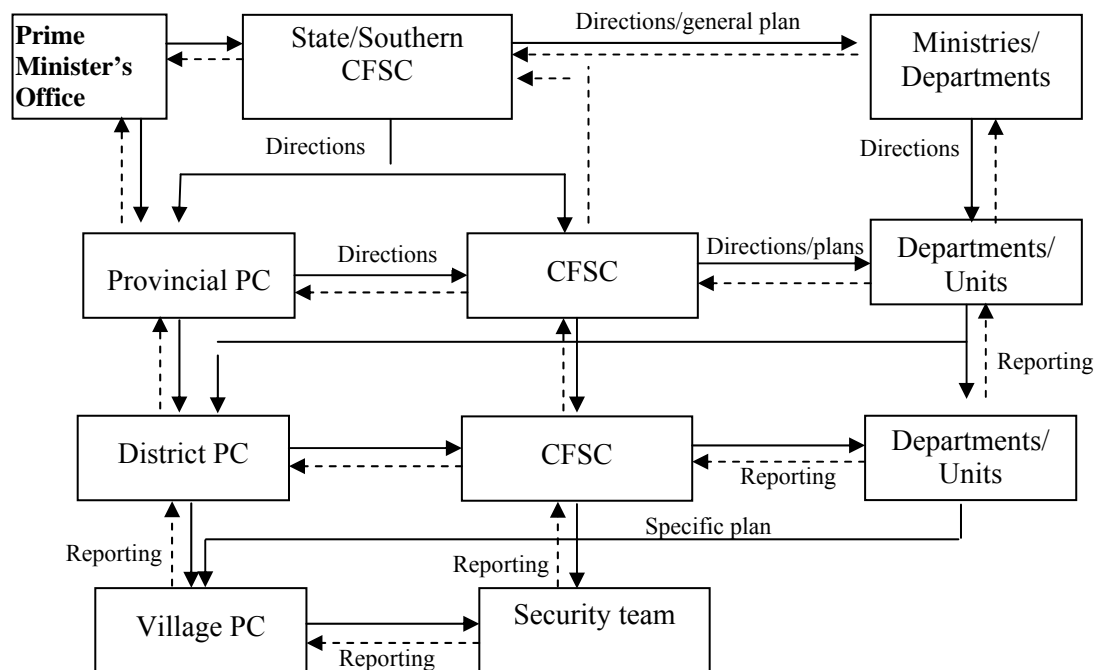 Prime
Minister’s
Office
State/Southern
CFSC
Directions/general plan
Ministries/
Departments
Directions
Directions
Provincial PC
Directions
CFSC
Directions/plans
Departments/
Units
Reporting
District PC
CFSC
Reporting
Departments/
Units
Reporting
Reporting
Specific plan
Village PC
Reporting
Security team